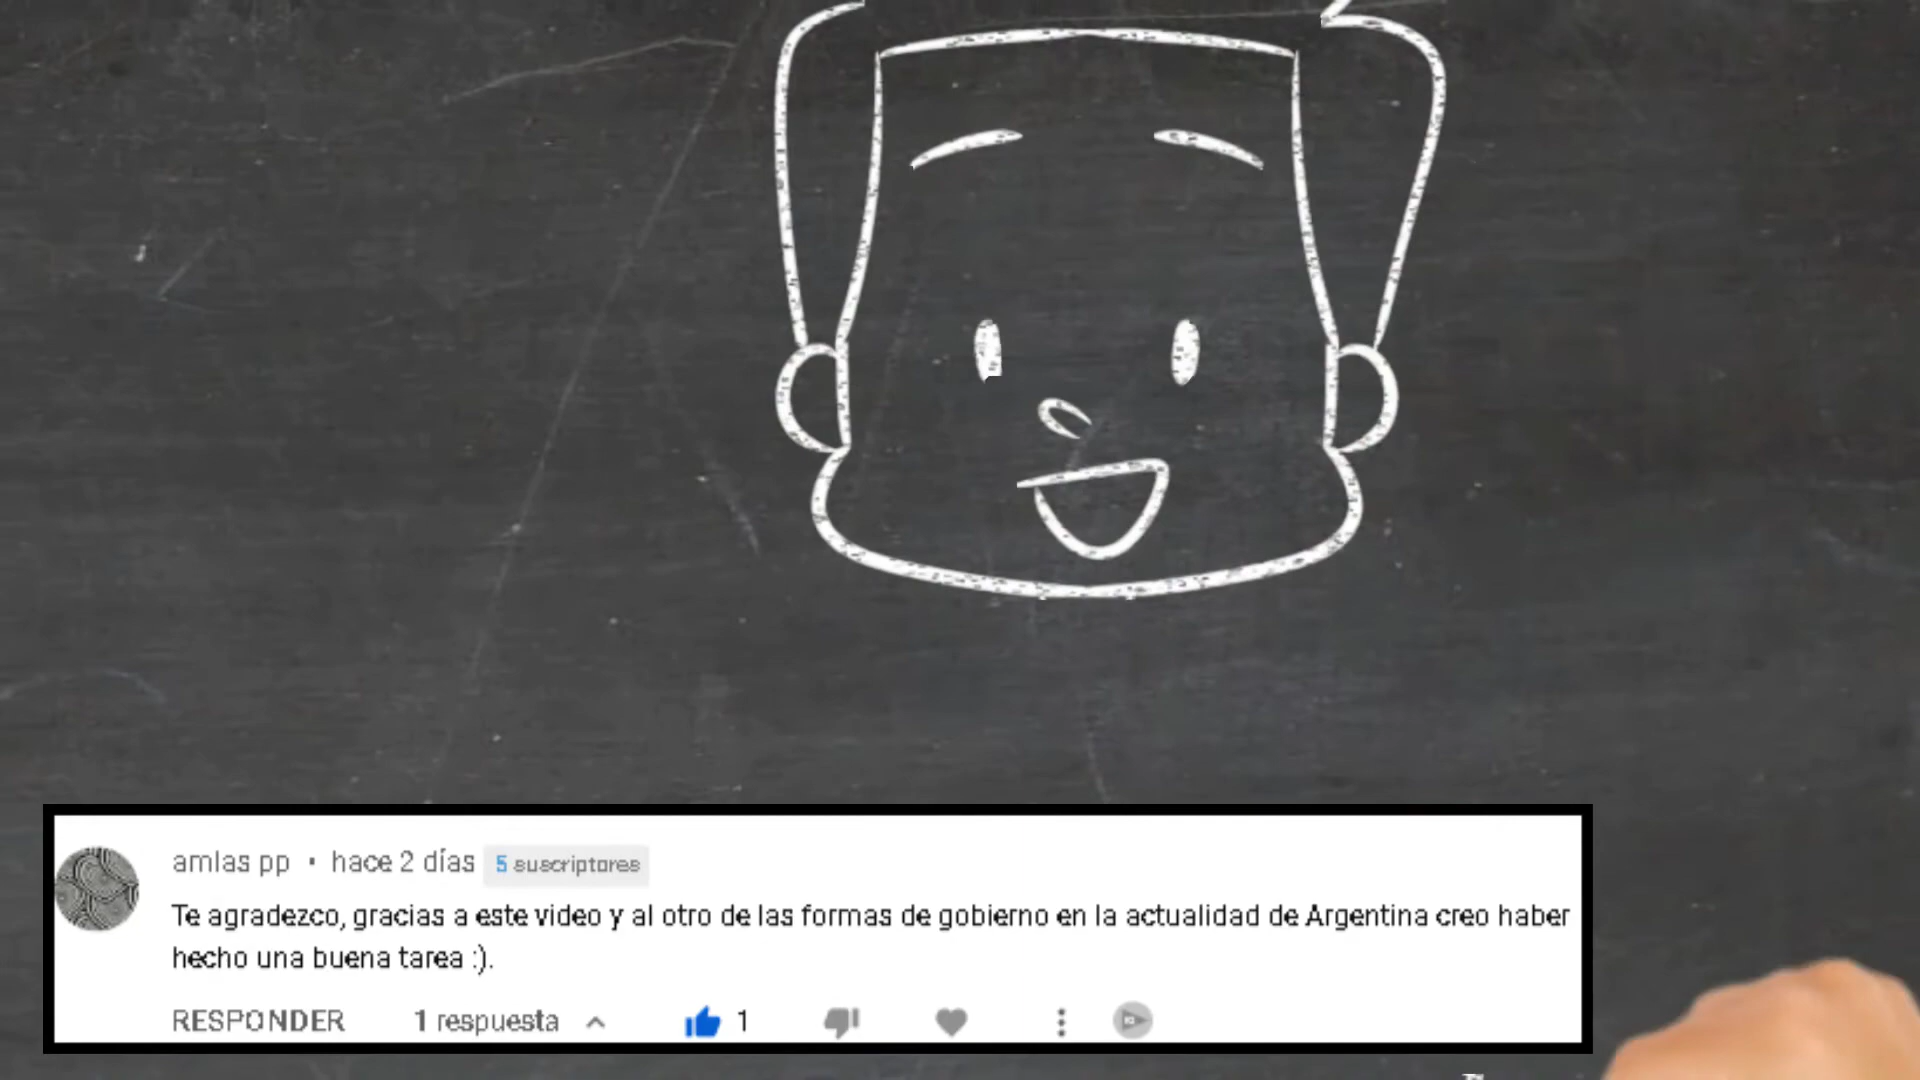 amlas pp • hace 2 días 5 suscriptores
Te agradezco, gracias a este video y al otro de las formas de gobierno en la actualidad de Argentina creo haber
hecho una buena tarea :).
RESPONDER 1 respuesta 1